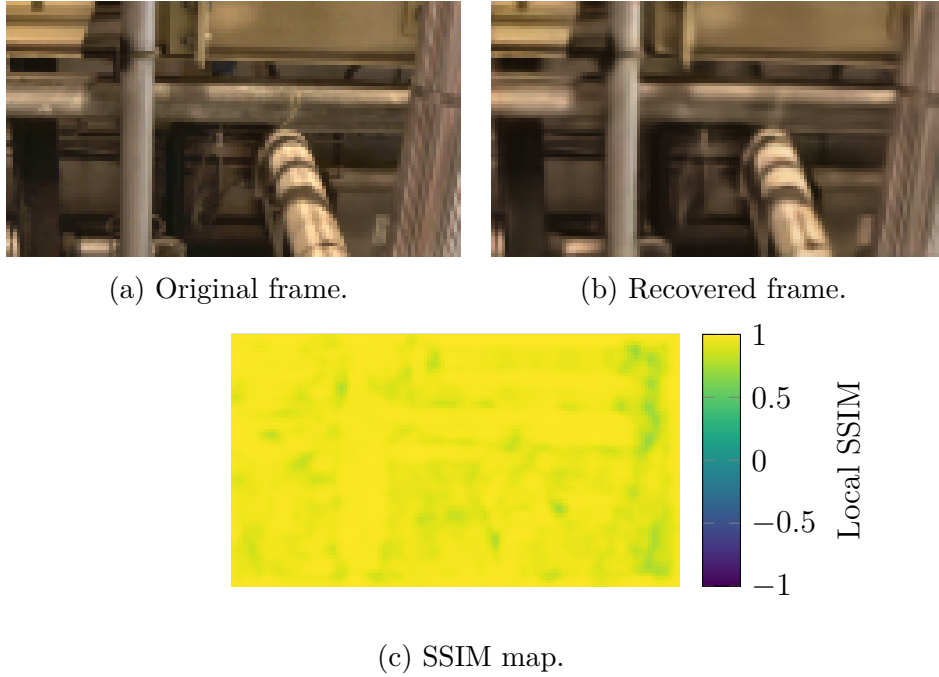 (a) Original frame.
(b) Recovered frame.
1
0.5
0
−0.5
−1
Local SSIM
(c) SSIM map.